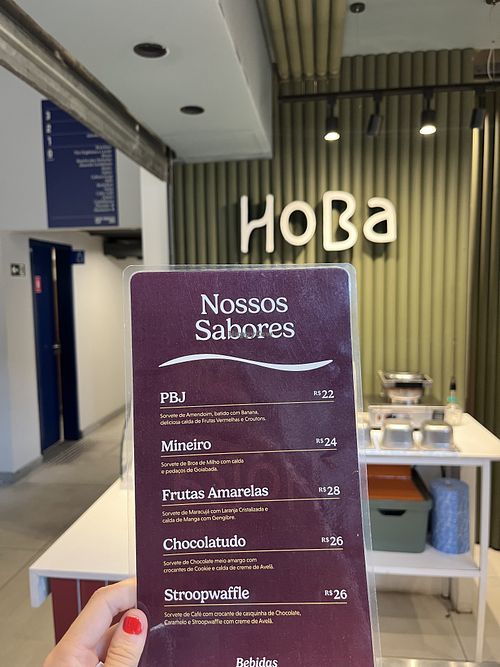 HoBa
Nossos
Sabores
PBJ R$22
Sorvete de Amendoim, batido com Banana,
deliciosa calda de Frutas Vermelhas e Croutons.
Mineiro R$24
Sorvete de Broa de Milho com calda
e pedaços de Goiabada.
Frutas Amarelas R$28
Sorvete de Maracujá com Laranja Cristalizada e
calda de Manga com Gengibre.
Chocolatudo R$26
Sorvete de Chocolate meio amargo com
crocantes de Cookie e calda de creme de Avelã.
Stroopwaffle R$26
Sorvete de Café com crocante de casquinha de Chocolate,
Caramelo e Stroopwaffle com creme de Avelã.
Bebidas